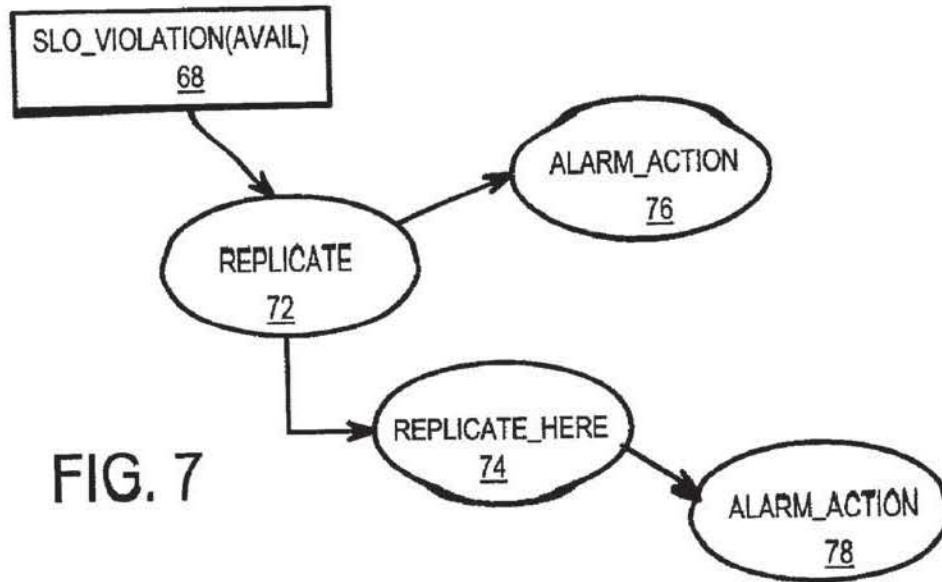 SLO_VIOLATION(AVAIL)
68
ALARM_ACTION
76
REPLICATE
72
REPLICATE_HERE
74
FIG. 7
ALARM_ACTION
78